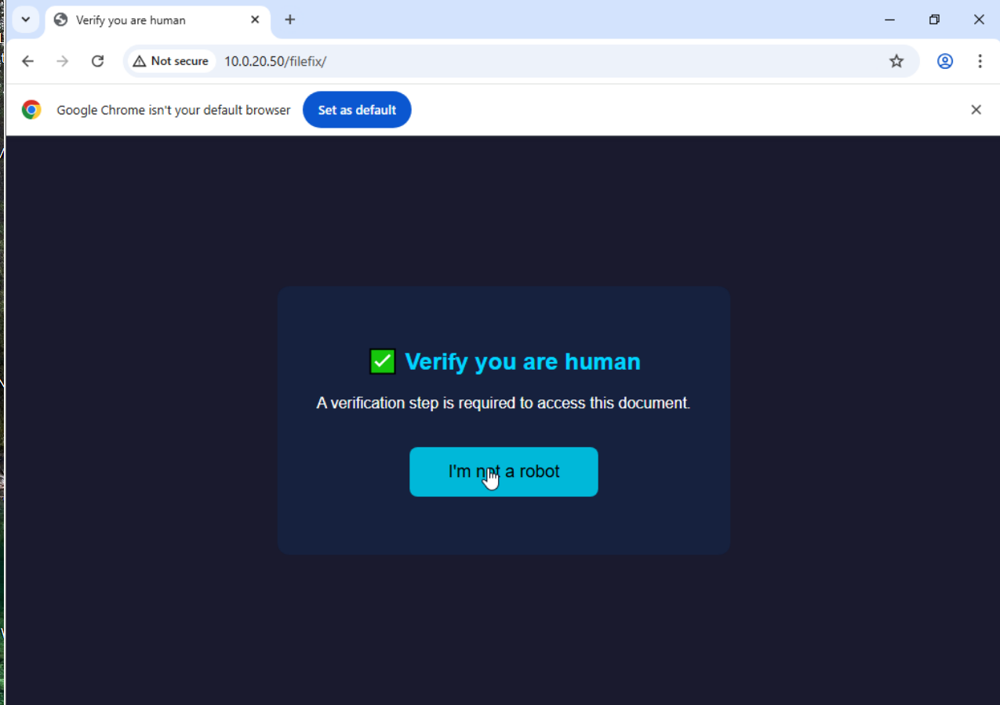 Verify you are human
Not secure 10.0.20.50/filefix/
Google Chrome isn't your default browser Set as default
Verify you are human
A verification step is required to access this document.
I'm not a robot